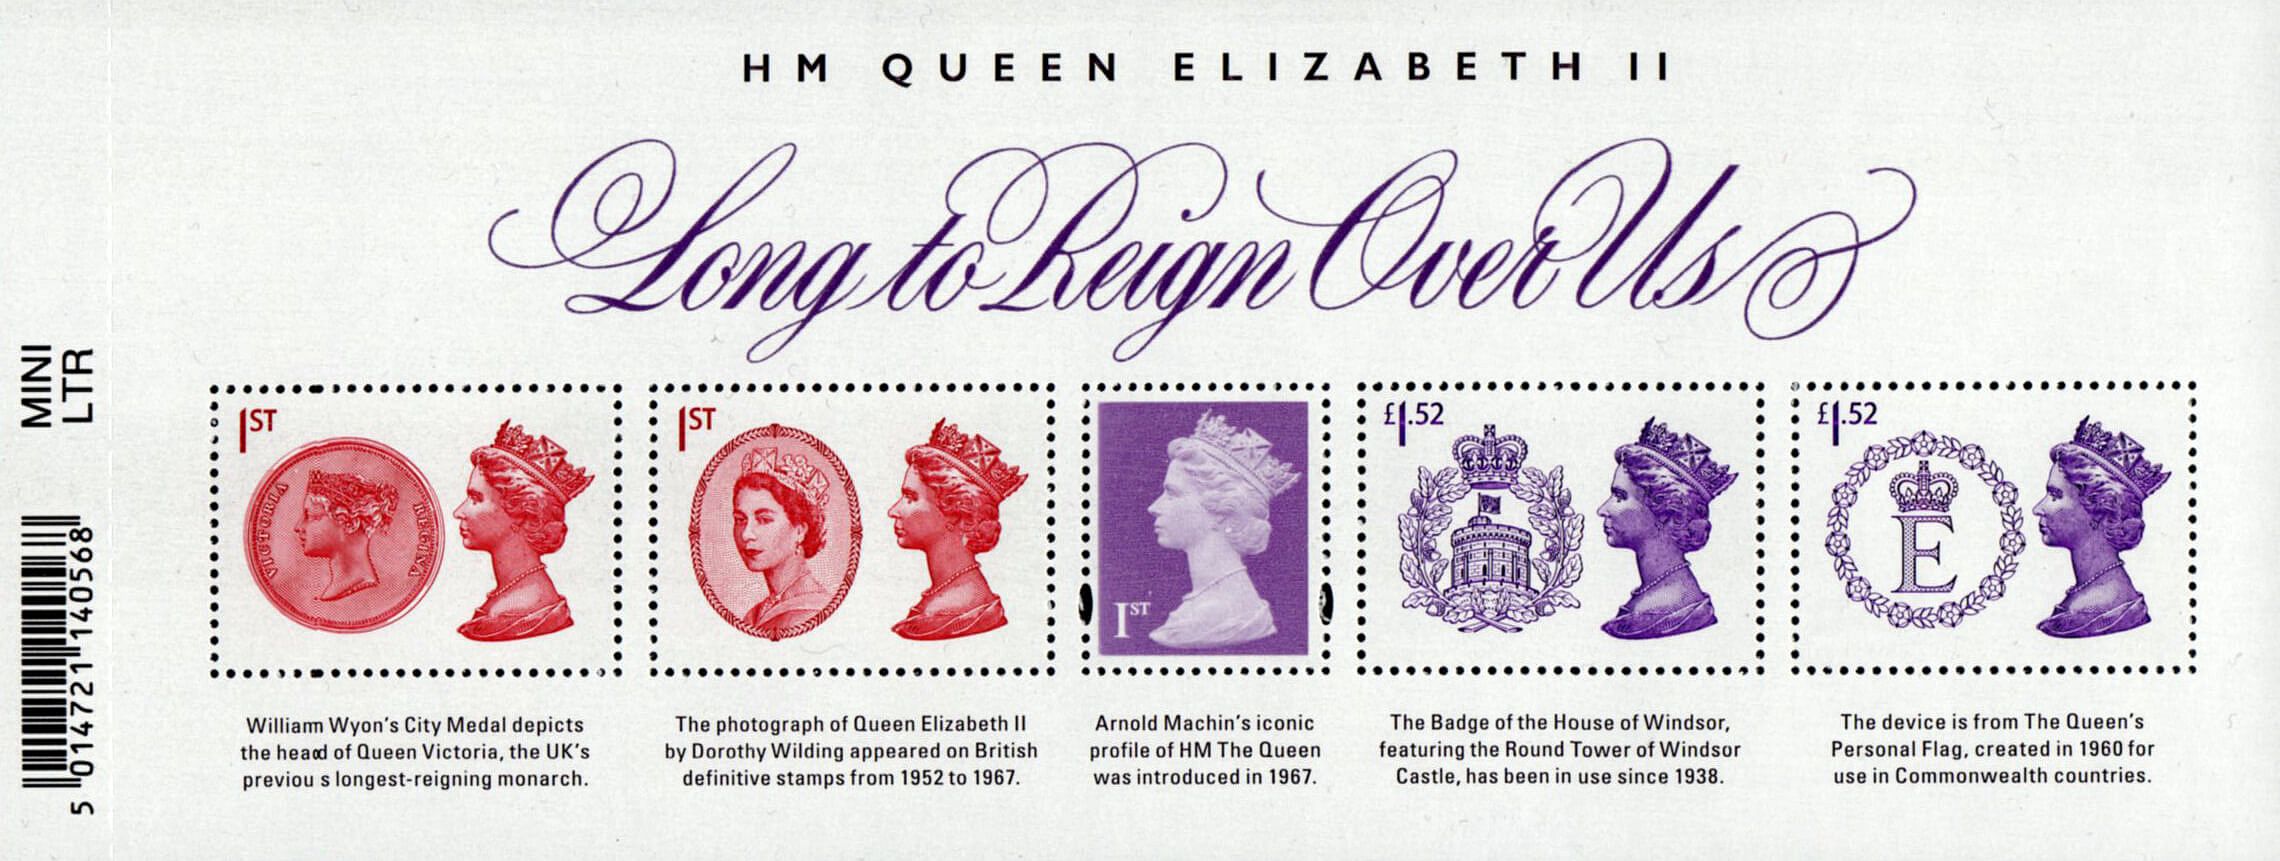 HM QUEEN ELIZABETH II
Long to Reign Over Us
MINI
LTR
5 014721 140568
1ST
VICTORIA REGINA
1ST
1ST
£1.52
£1.52
E
William Wyon's City Medal depicts
the head of Queen Victoria, the UK's
previou s longest-reigning monarch.
The photograph of Queen Elizabeth II
by Dorothy Wilding appeared on British
definitive stamps from 1952 to 1967.
Arnold Machin's iconic
profile of HM The Queen
was introduced in 1967.
The Badge of the House of Windsor,
featuring the Round Tower of Windsor
Castle, has been in use since 1938.
The device is from The Queen's
Personal Flag, created in 1960 for
use in Commonwealth countries.